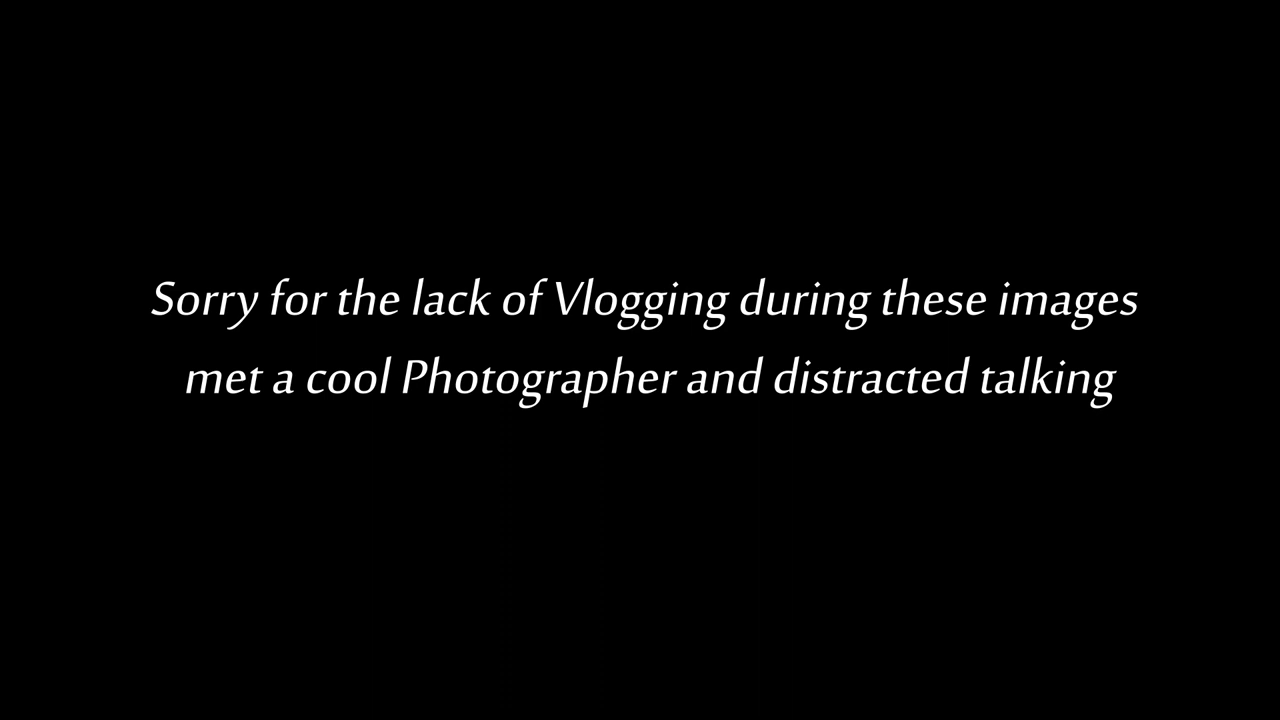 Sorry for the lack of Vlogging during these images
met a cool Photographer and distracted talking